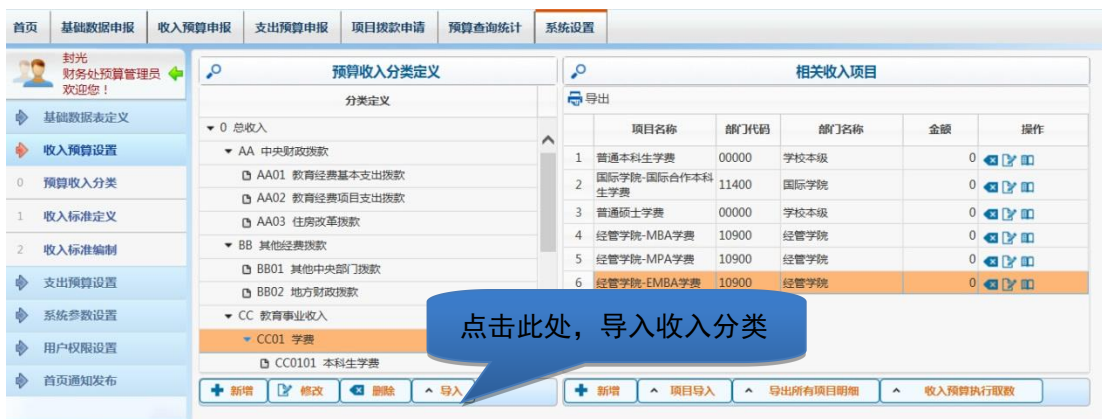 首页 基础数据申报 收入预算申报 支出预算申报 项目拨款申请 预算查询统计 系统设置
封光
财务处预算管理员
欢迎您！
基础数据表定义
收入预算设置
0 预算收入分类
1 收入标准定义
2 收入标准编制
支出预算设置
系统参数设置
用户权限设置
首页通知发布
预算收入分类定义
分类定义
0 总收入
AA 中央财政拨款
AA01 教育经费基本支出拨款
AA02 教育经费项目支出拨款
AA03 住房改革拨款
BB 其他经费拨款
BB01 其他中央部门拨款
BB02 地方财政拨款
CC 教育事业收入
CC01 学费
CC0101 本科生学费
新增 修改 删除 导入
点击此处，导入收入分类
相关收入项目
导出
项目名称 部门代码 部门名称 金额 操作
1 普通本科生学费 00000 学校本级 0
2 国际学院-国际合作本科生学费 11400 国际学院 0
3 普通硕士学费 00000 学校本级 0
4 经管学院-MBA学费 10900 经管学院 0
5 经管学院-MPA学费 10900 经管学院 0
6 经管学院-EMBA学费 10900 经管学院 0
新增 项目导入 导出所有项目明细 收入预算执行取数